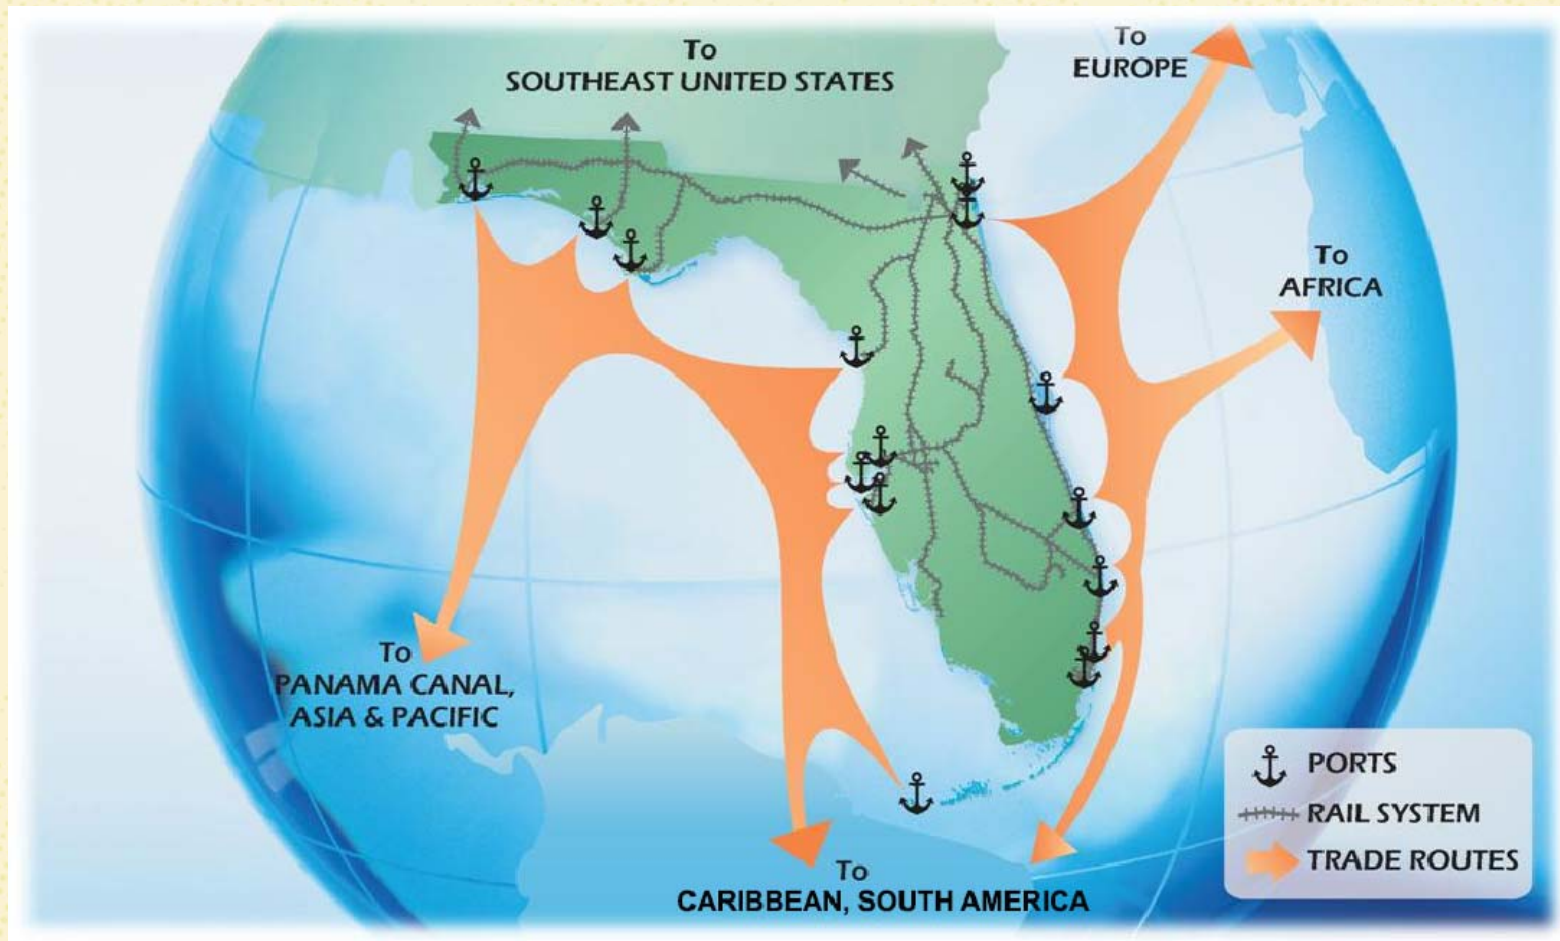 To
SOUTHEAST UNITED STATES
To
EUROPE
To
AFRICA
To
PANAMA CANAL,
ASIA & PACIFIC
To
CARIBBEAN, SOUTH AMERICA
PORTS
RAIL SYSTEM
TRADE ROUTES